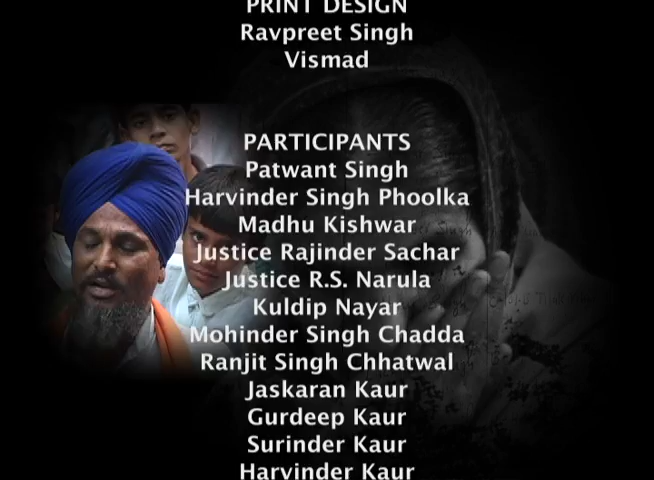 PRINT DESIGN
Ravpreet Singh
Vismad
PARTICIPANTS
Patwant Singh
Harvinder Singh Phoolka
Madhu Kishwar
Justice Rajinder Sachar
Justice R.S. Narula
Kuldip Nayar
Mohinder Singh Chadda
Ranjit Singh Chhatwal
Jaskaran Kaur
Gurdeep Kaur
Surinder Kaur
Harvinder Kaur